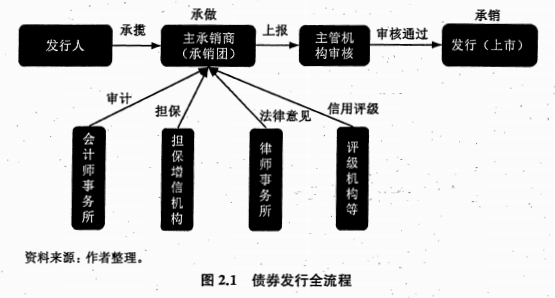 承做
承销
发行人
承揽
主承销商
（承销团）
上报
主管机
构审核
审核通过
发行（上市）
审计
担保
法律意见
信用评级
会计师事务所
担保增信机构
律师事务所
评级机构等
资料来源：作者整理。
图 2.1 债券发行全流程